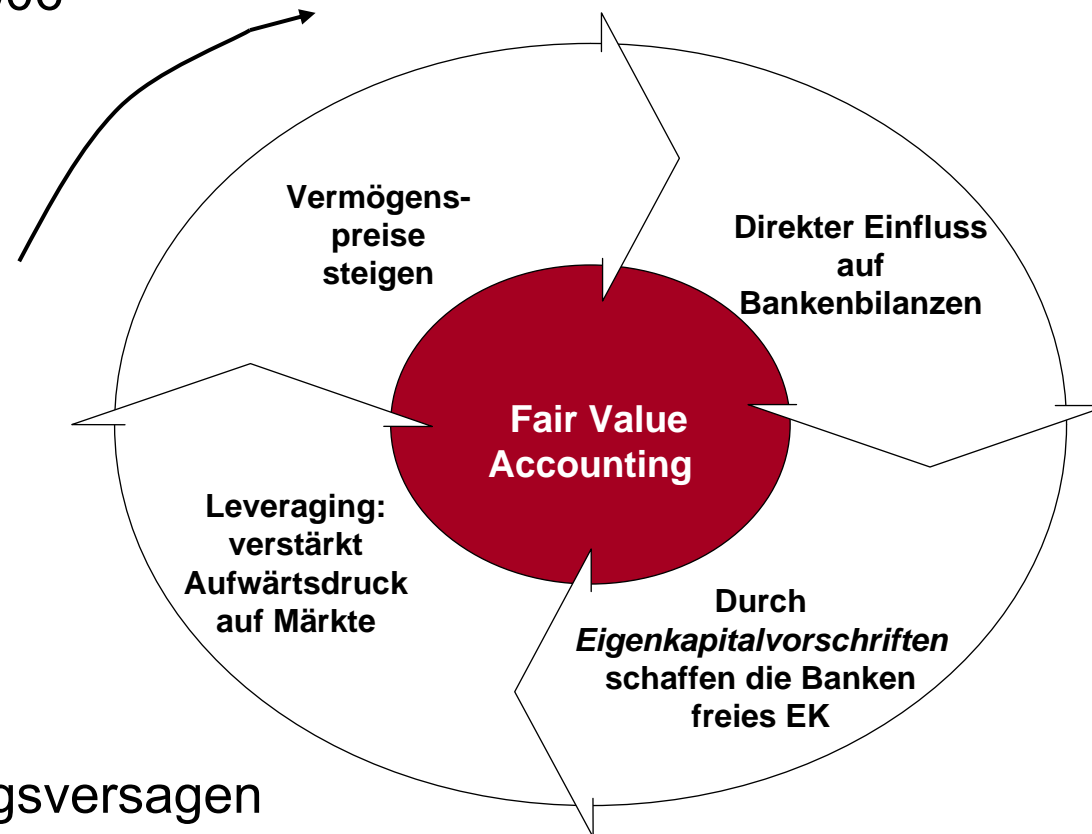 Vermögens-
preise
steigen
Direkter Einfluss
auf
Bankenbilanzen
Fair Value
Accounting
Leveraging:
verstärkt
Aufwärtsdruck
auf Märkte
Durch
Eigenkapitalvorschriften
schaffen die Banken
freies EK
gsversagen